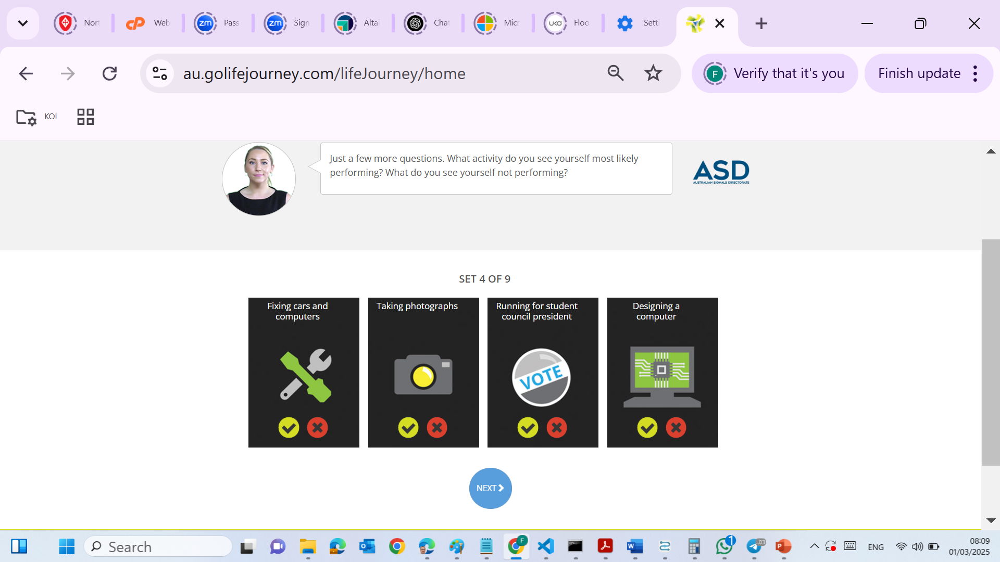 Nort
Web
Pass
Sign
Altai
Chat
Micr
Floo
Setti
au.golifejourney.com/lifeJourney/home
F
Verify that it's you
Finish update
KOI
Just a few more questions. What activity do you see yourself most likely
performing? What do you see yourself not performing?
ASD
AUSTRALIAN SIGNALS DIRECTORATE
SET 4 OF 9
Fixing cars and
computers
Taking photographs
Running for student
council president
VOTE
Designing a
computer
NEXT
Search
ENG
08:09
01/03/2025